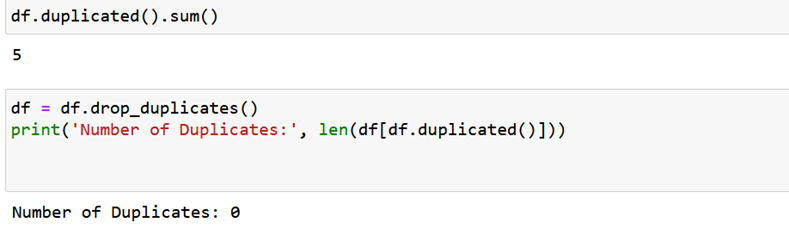 df.duplicated().sum()
5
df = df.drop_duplicates()
print('Number of Duplicates:', len(df[df.duplicated()]))
Number of Duplicates: 0